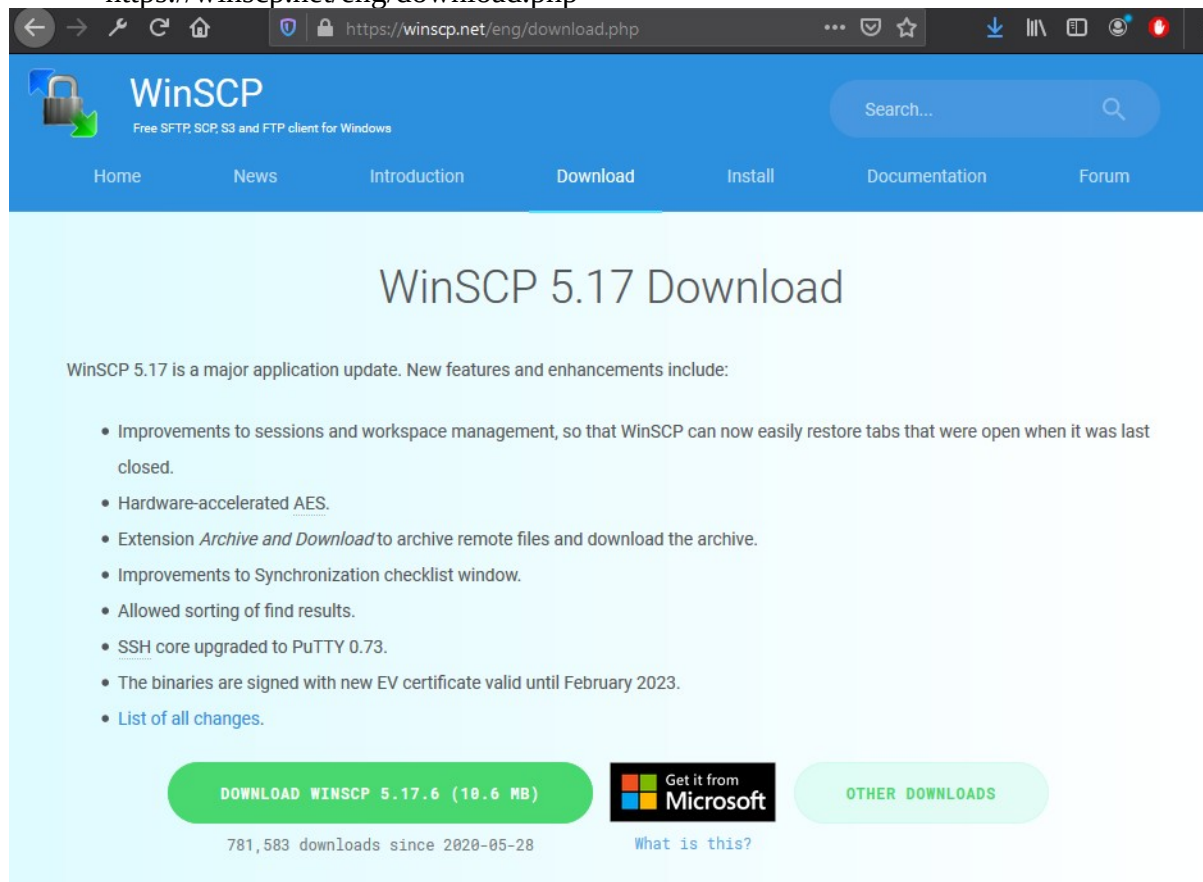 https://winscp.net/eng/download.php
https://winscp.net/eng/download.php
WinSCP
Free SFTP, SCP, S3 and FTP client for Windows
Search...
Home News Introduction Download Install Documentation Forum
WinSCP 5.17 Download
WinSCP 5.17 is a major application update. New features and enhancements include:
• Improvements to sessions and workspace management, so that WinSCP can now easily restore tabs that were open when it was last
closed.
• Hardware-accelerated AES.
• Extension Archive and Download to archive remote files and download the archive.
• Improvements to Synchronization checklist window.
• Allowed sorting of find results.
• SSH core upgraded to PuTTY 0.73.
• The binaries are signed with new EV certificate valid until February 2023.
• List of all changes.
DOWNLOAD WINSCP 5.17.6 (10.6 MB)
Get it from
Microsoft
OTHER DOWNLOADS
781,583 downloads since 2020-05-28
What is this?